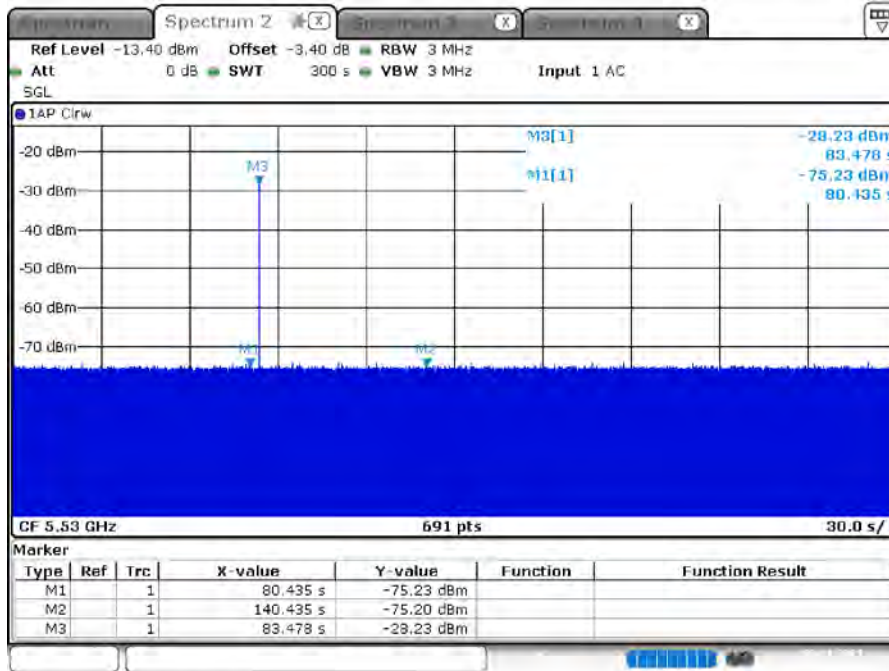 Spectrum 2 X X X
Ref Level -13.40 dBm Offset -3.40 dB RBW 3 MHz
Att 0 dB SWT 300 s VBW 3 MHz Input 1 AC
SGL
1AP Clrw
M3[1] -28.23 dBm
83.478 s
M1[1] -75.23 dBm
80.435 s
-20 dBm
M3
-30 dBm
-40 dBm
-50 dBm
-60 dBm
-70 dBm
M1 M2
CF 5.53 GHz 691 pts 30.0 s/
Marker
Type Ref Trc X-value Y-value Function Function Result
M1 1 80.435 s -75.23 dBm
M2 1 140.435 s -75.20 dBm
M3 1 83.478 s -28.23 dBm